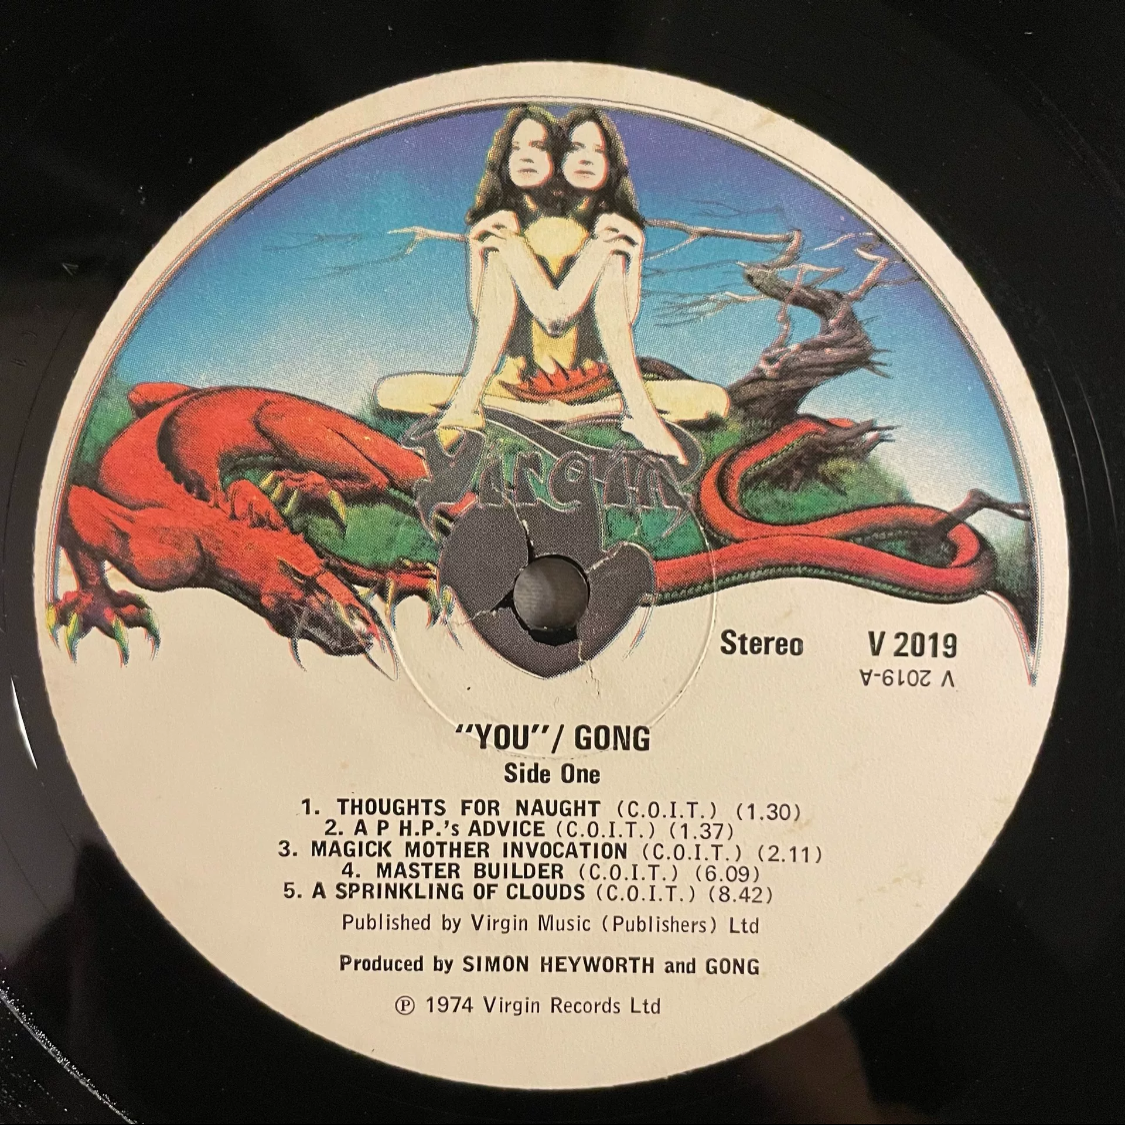 Virgin
Stereo V 2019
V 2019-A
“YOU”/ GONG
Side One
1. THOUGHTS FOR NAUGHT (C.O.I.T.) (1.30)
2. A P H.P.'s ADVICE (C.O.I.T.) (1.37)
3. MAGICK MOTHER INVOCATION (C.O.I.T.) (2.11)
4. MASTER BUILDER (C.O.I.T.) (6.09)
5. A SPRINKLING OF CLOUDS (C.O.I.T.) (8.42)
Published by Virgin Music (Publishers) Ltd
Produced by SIMON HEYWORTH and GONG
℗ 1974 Virgin Records Ltd